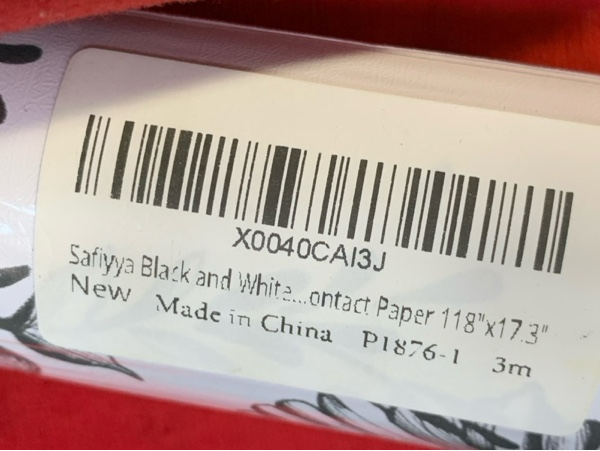 X0040CAI3J
Safiyya Black and White...ontact Paper 118"x17.3"
New Made in China P1876-1 3m